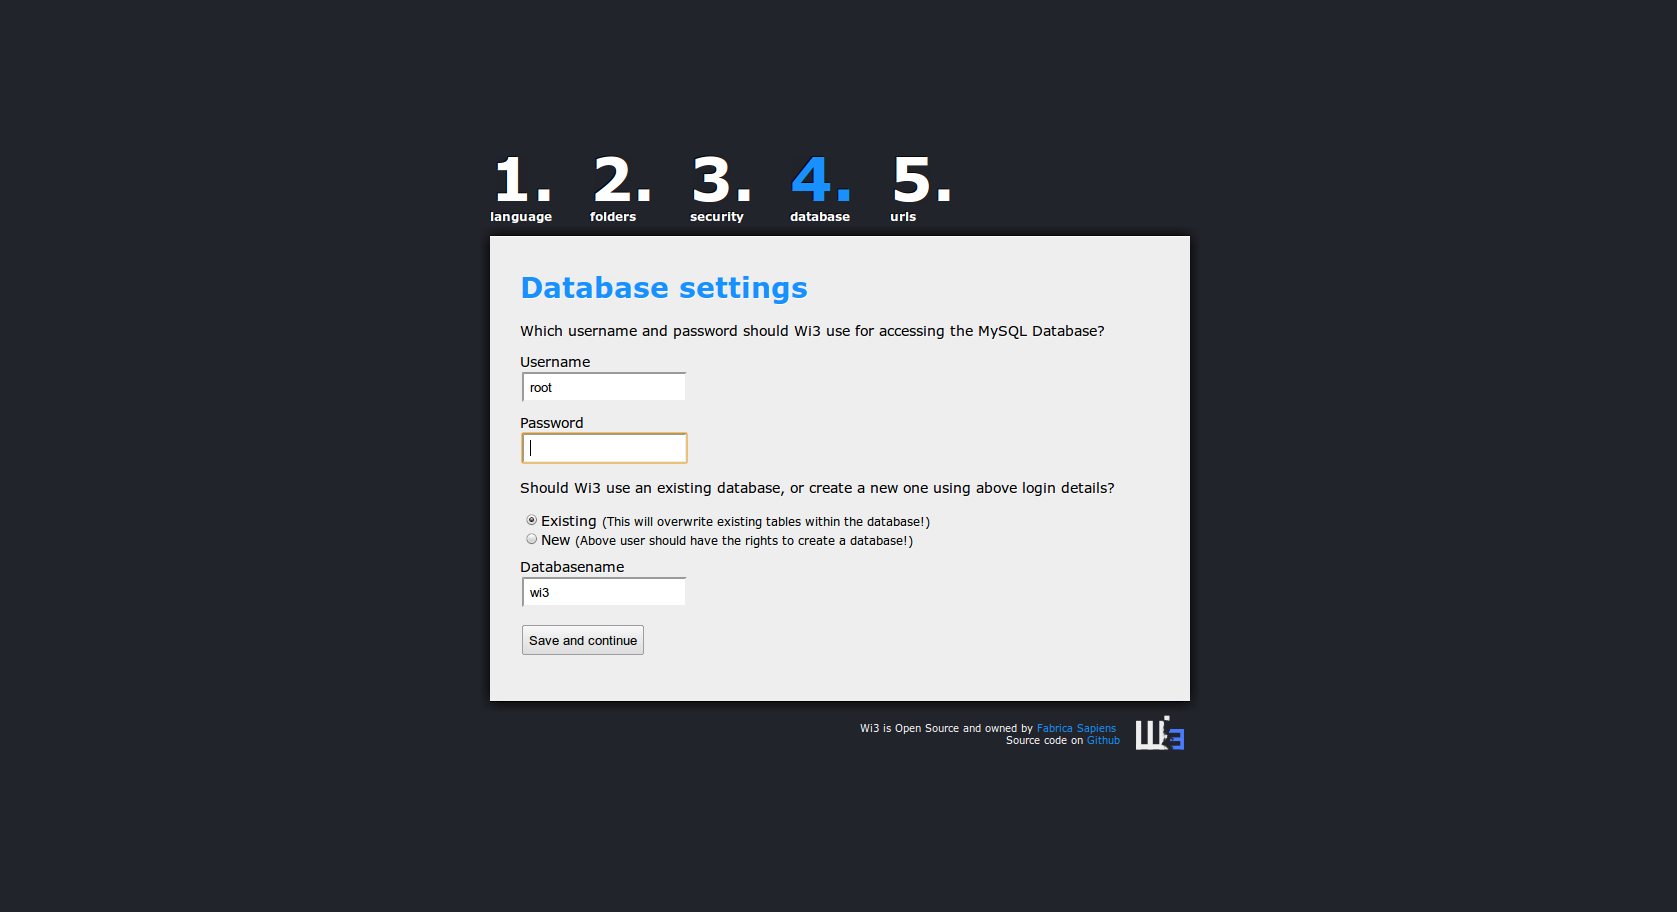 1. 2. 3. 4. 5.
language folders security database urls
Database settings
Which username and password should Wi3 use for accessing the MySQL Database?
Username
root
Password
Should Wi3 use an existing database, or create a new one using above login details?
Existing (This will overwrite existing tables within the database!)
New (Above user should have the rights to create a database!)
Databasename
wi3
Save and continue
Wi3 is Open Source and owned by Fabrica Sapiens
Source code on Github
Wi3